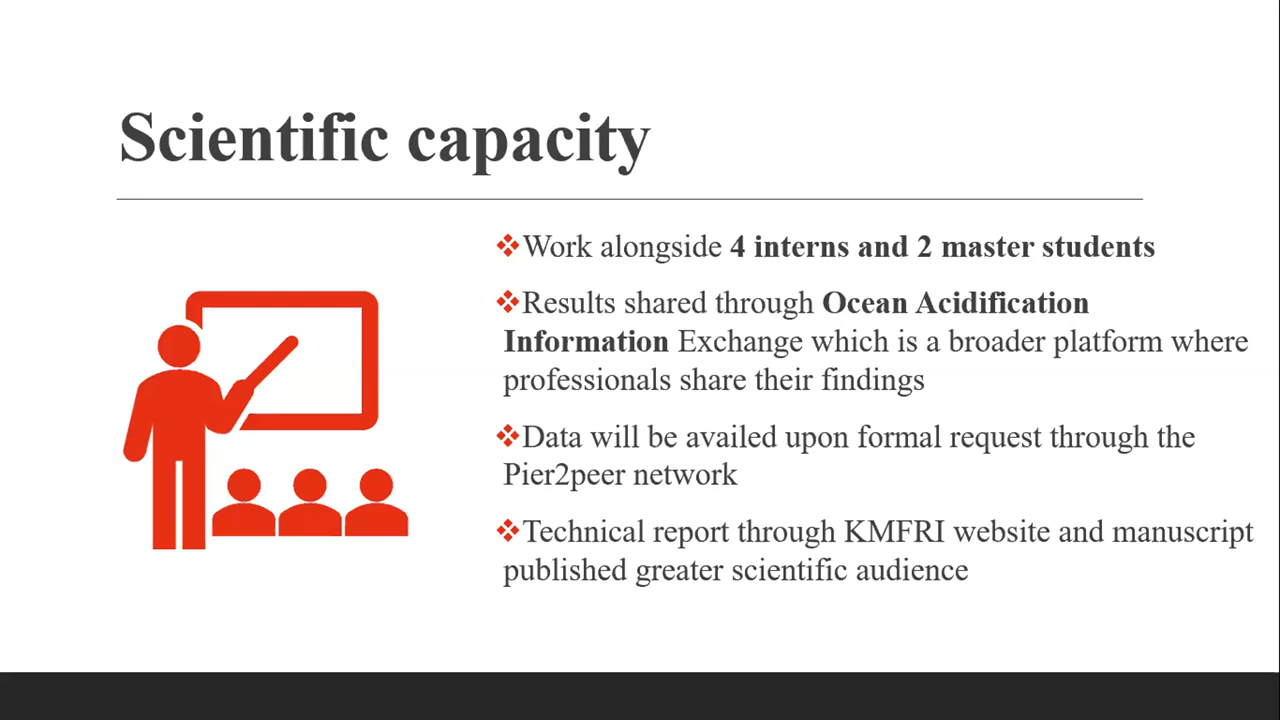 Scientific capacity
❖Work alongside 4 interns and 2 master students
❖Results shared through Ocean Acidification
Information Exchange which is a broader platform where
professionals share their findings
❖Data will be availed upon formal request through the
Pier2peer network
❖Technical report through KMFRI website and manuscript
published greater scientific audience